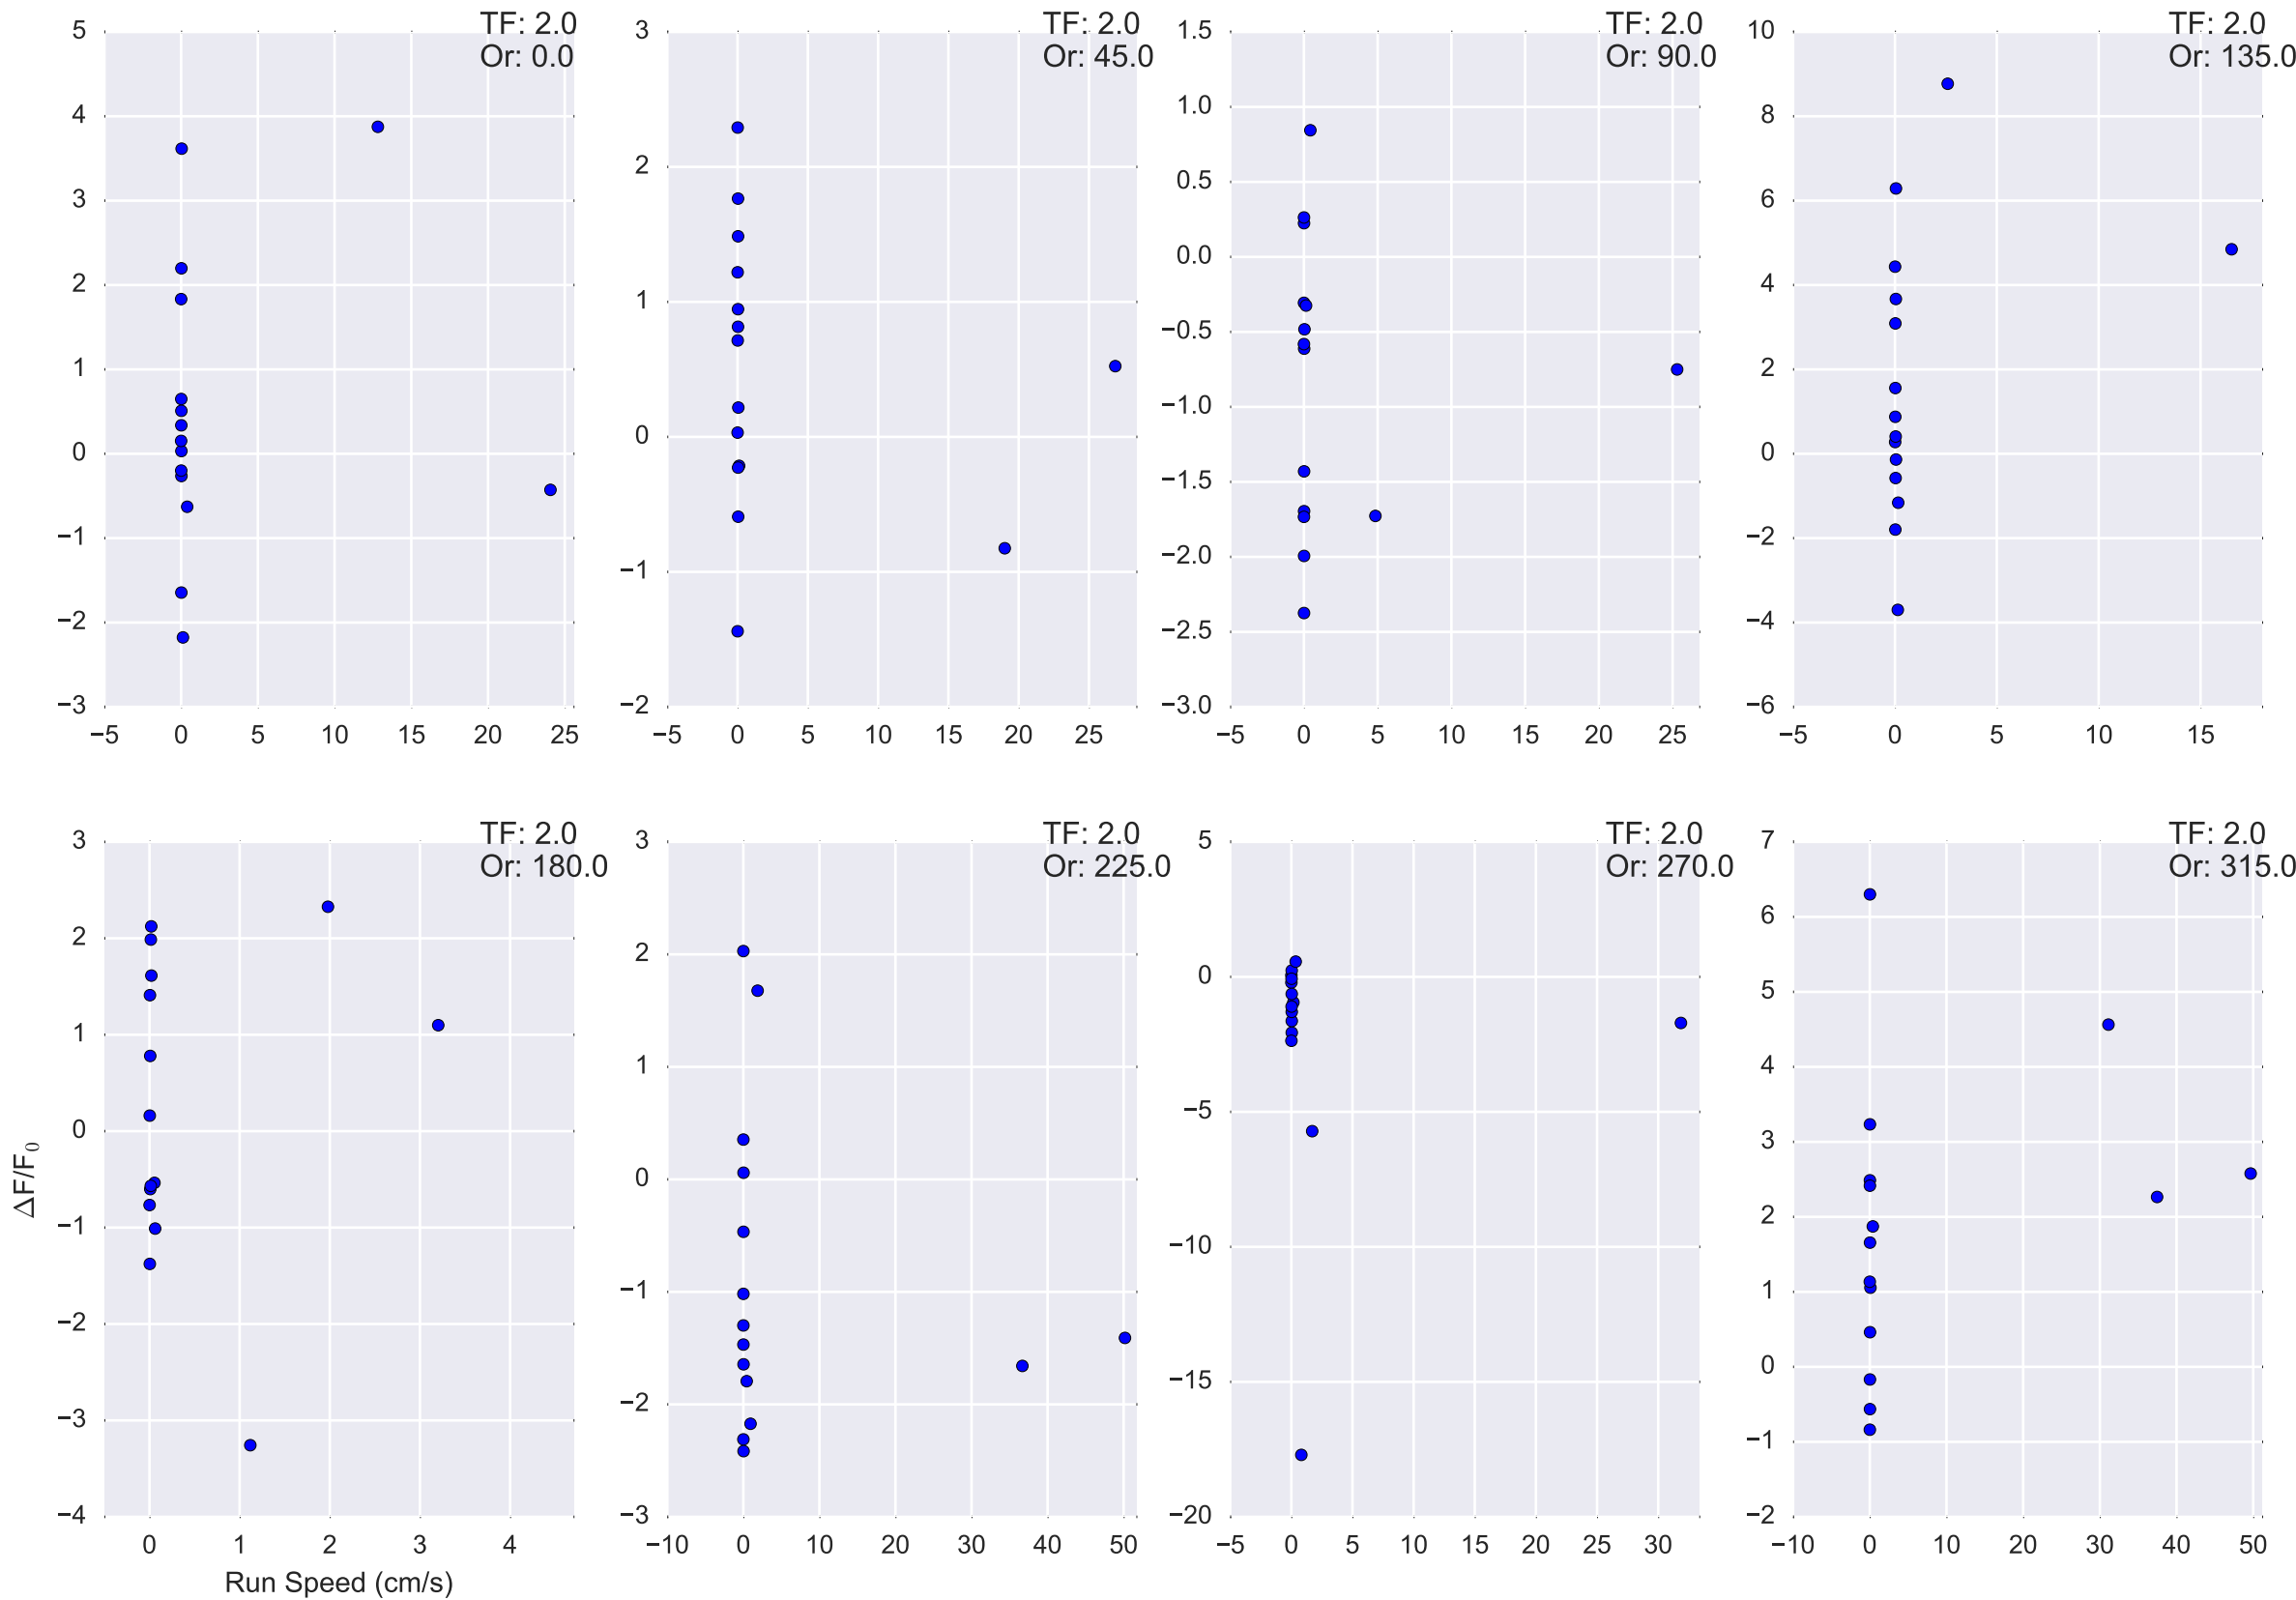 TF: 2.0
Or: 0.0
5
4
3
2
1
0
−1
−2
−3
−5 0 5 10 15 20 25
TF: 2.0
Or: 45.0
3
2
1
0
−1
−2
−5 0 5 10 15 20 25
TF: 2.0
Or: 90.0
1.5
1.0
0.5
0.0
−0.5
−1.0
−1.5
−2.0
−2.5
−3.0
−5 0 5 10 15 20 25
TF: 2.0
Or: 135.0
10
8
6
4
2
0
−2
−4
−6
−5 0 5 10 15
TF: 2.0
Or: 180.0
3
2
1
0
−1
−2
−3
−4
0 1 2 3 4
ΔF/F₀
Run Speed (cm/s)
TF: 2.0
Or: 225.0
3
2
1
0
−1
−2
−3
−10 0 10 20 30 40 50
TF: 2.0
Or: 270.0
5
0
−5
−10
−15
−20
−5 0 5 10 15 20 25 30
TF: 2.0
Or: 315.0
7
6
5
4
3
2
1
0
−1
−2
−10 0 10 20 30 40 50